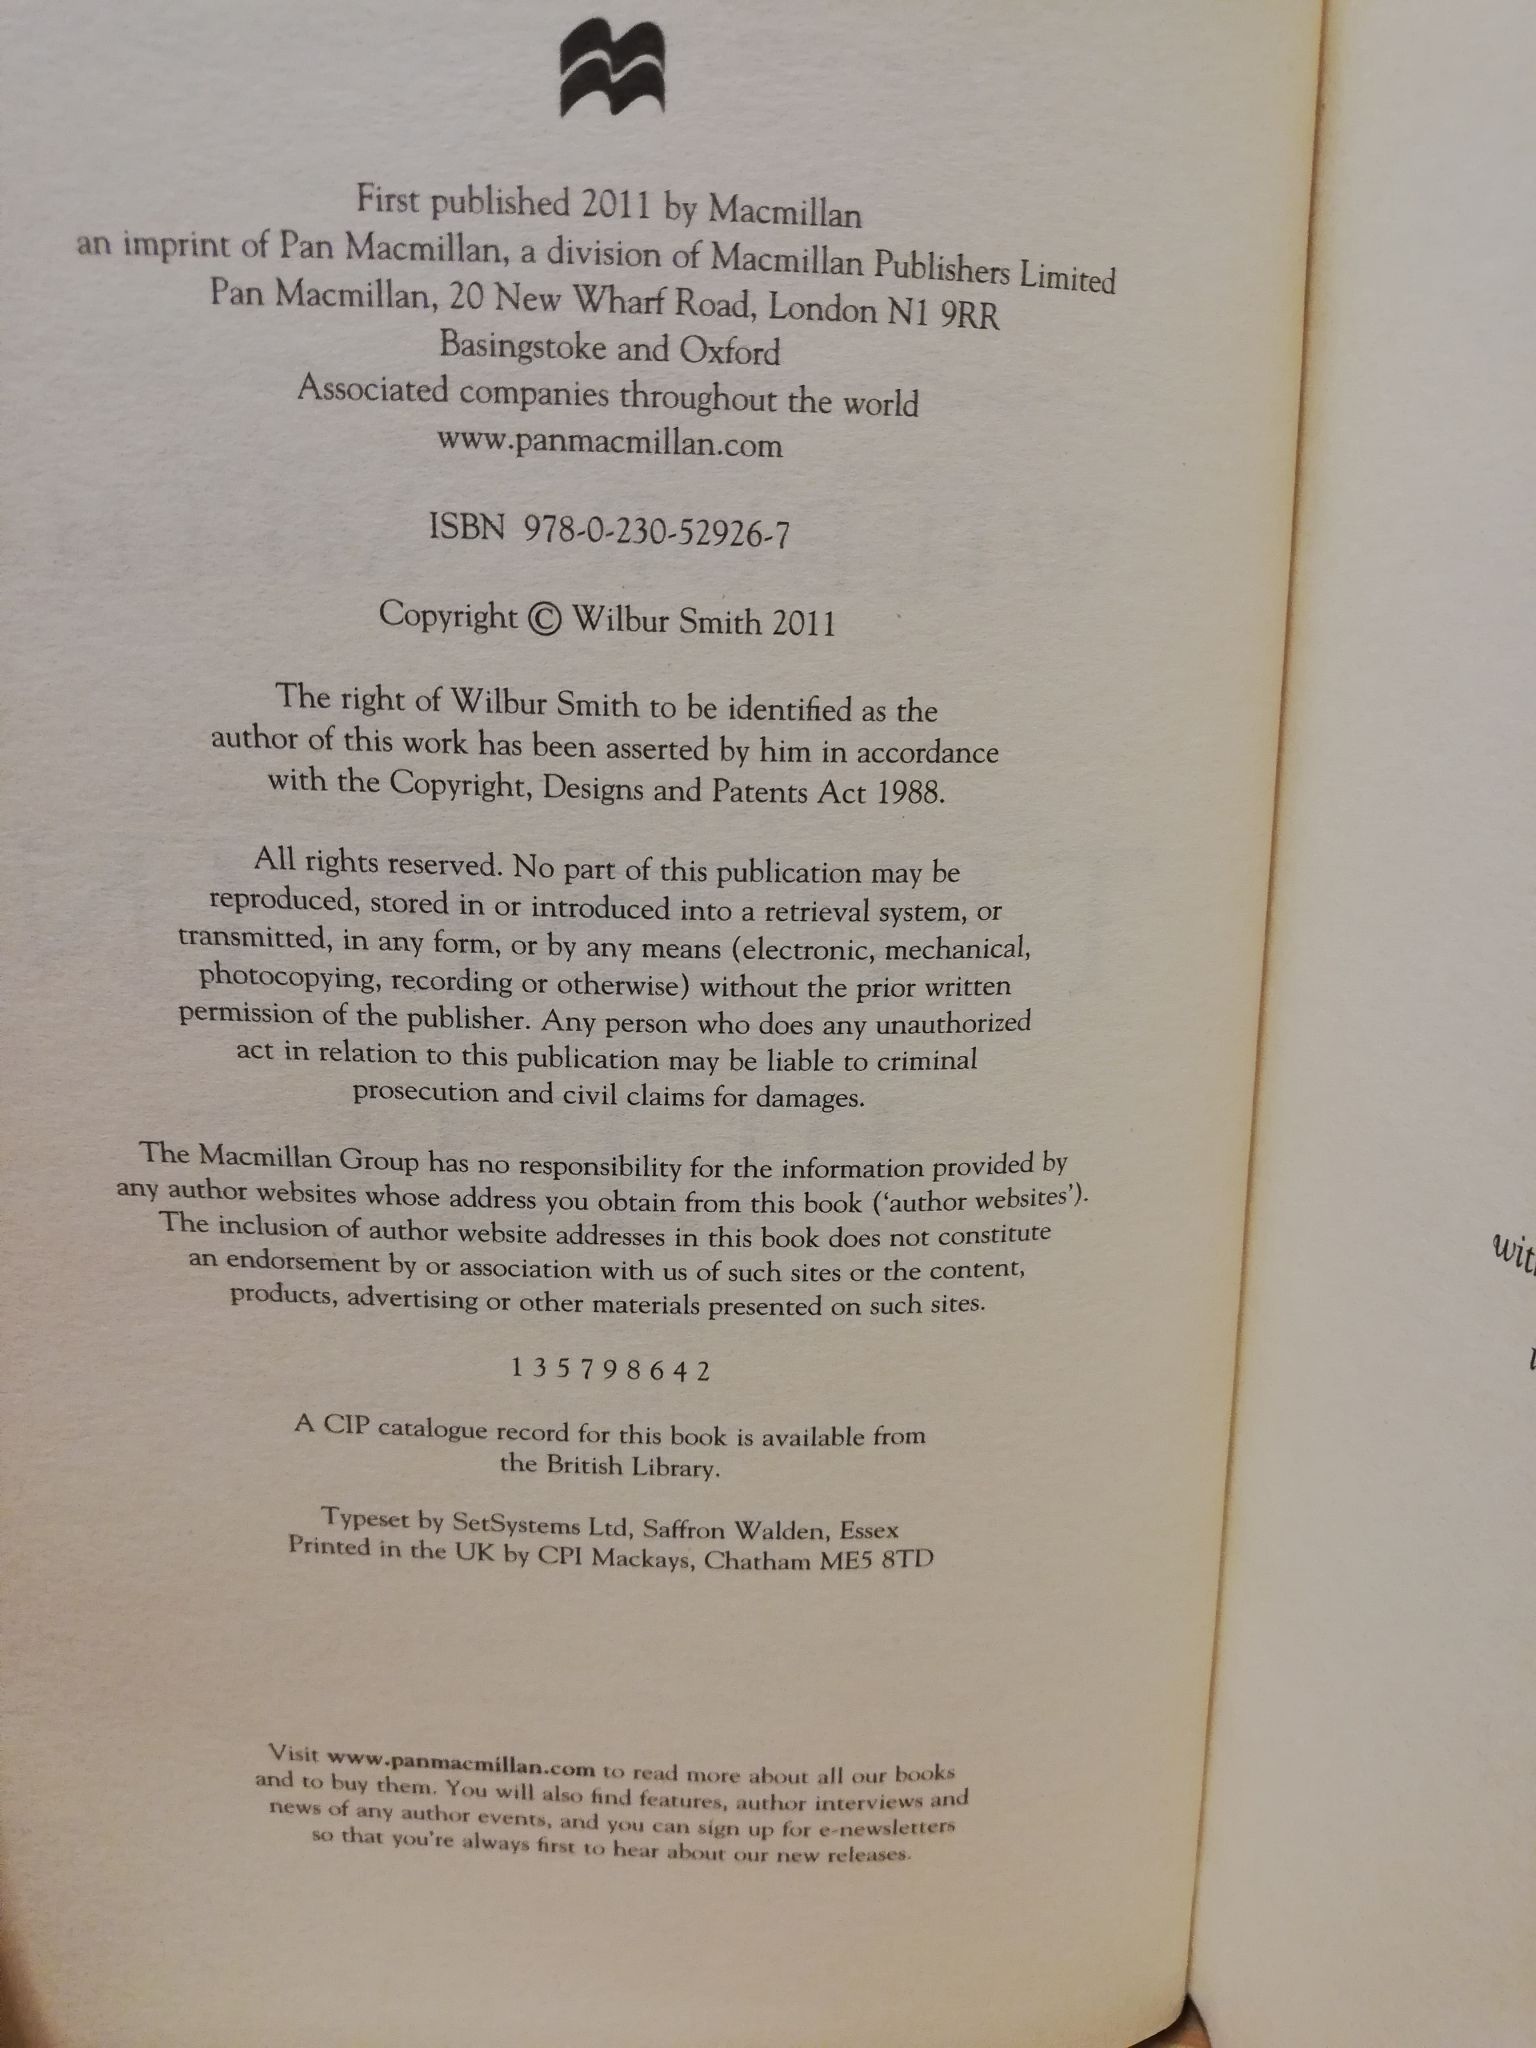 First published 2011 by Macmillan
an imprint of Pan Macmillan, a division of Macmillan Publishers Limited
Pan Macmillan, 20 New Wharf Road, London N1 9RR
Basingstoke and Oxford
Associated companies throughout the world
www.panmacmillan.com
ISBN 978-0-230-52926-7
Copyright © Wilbur Smith 2011
The right of Wilbur Smith to be identified as the
author of this work has been asserted by him in accordance
with the Copyright, Designs and Patents Act 1988.
All rights reserved. No part of this publication may be
reproduced, stored in or introduced into a retrieval system, or
transmitted, in any form, or by any means (electronic, mechanical,
photocopying, recording or otherwise) without the prior written
permission of the publisher. Any person who does any unauthorized
act in relation to this publication may be liable to criminal
prosecution and civil claims for damages.
The Macmillan Group has no responsibility for the information provided by
any author websites whose address you obtain from this book ('author websites').
The inclusion of author website addresses in this book does not constitute
an endorsement by or association with us of such sites or the content,
products, advertising or other materials presented on such sites.
1 3 5 7 9 8 6 4 2
A CIP catalogue record for this book is available from
the British Library.
Typeset by SetSystems Ltd, Saffron Walden, Essex
Printed in the UK by CPI Mackays, Chatham ME5 8TD
Visit www.panmacmillan.com to read more about all our books
and to buy them. You will also find features, author interviews and
news of any author events, and you can sign up for e-newsletters
so that you're always first to hear about our new releases.